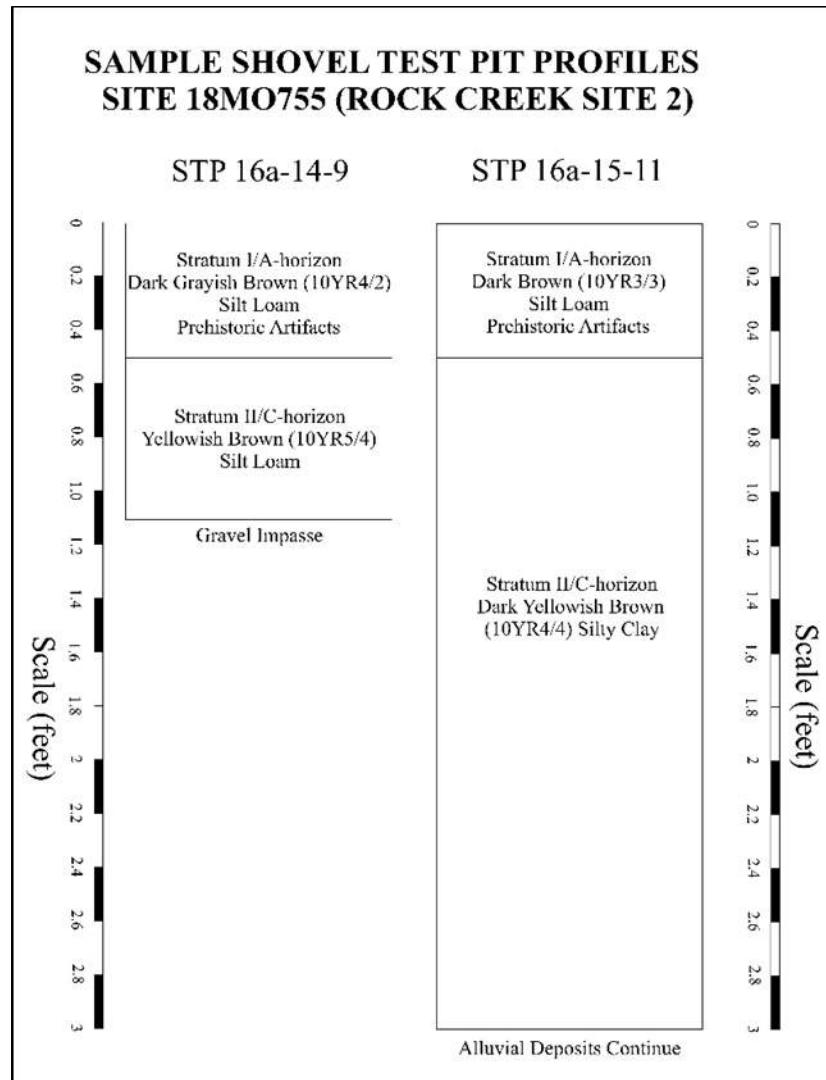 SAMPLE SHOVEL TEST PIT PROFILES
SITE 18MO755 (ROCK CREEK SITE 2)
STP 16a-14-9
STP 16a-15-11
0
0.2
0.4
0.6
0.8
1.0
1.2
1.4
1.6
1.8
2
2.2
2.4
2.6
2.8
3
Scale (feet)
Stratum I/A-horizon
Dark Grayish Brown (10YR4/2)
Silt Loam
Prehistoric Artifacts
Stratum II/C-horizon
Yellowish Brown (10YR5/4)
Silt Loam
Gravel Impasse
Stratum I/A-horizon
Dark Brown (10YR3/3)
Silt Loam
Prehistoric Artifacts
Stratum II/C-horizon
Dark Yellowish Brown
(10YR4/4) Silty Clay
Alluvial Deposits Continue
0
0.2
0.4
0.6
0.8
1.0
1.2
1.4
1.6
1.8
2
2.2
2.4
2.6
2.8
3
Scale (feet)